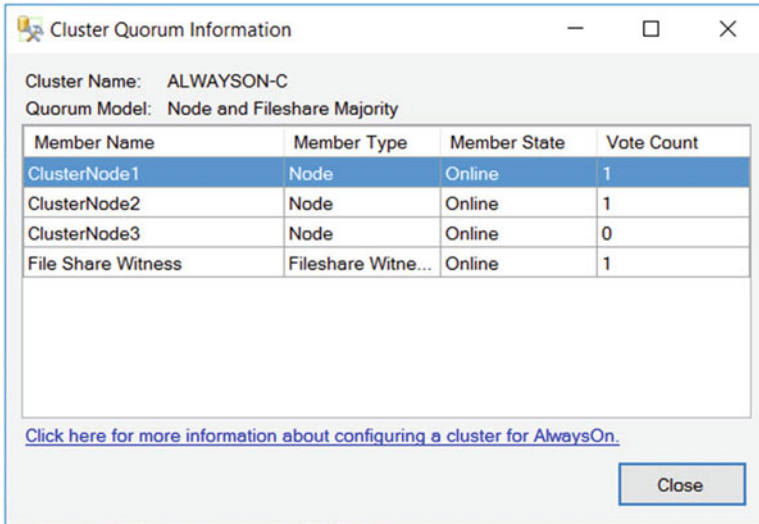 Cluster Quorum Information
Cluster Name: ALWAYSON-C
Quorum Model: Node and Fileshare Majority
Member Name Member Type Member State Vote Count
ClusterNode1 Node Online 1
ClusterNode2 Node Online 1
ClusterNode3 Node Online 0
File Share Witness Fileshare Witne... Online 1
Click here for more information about configuring a cluster for AlwaysOn.
Close